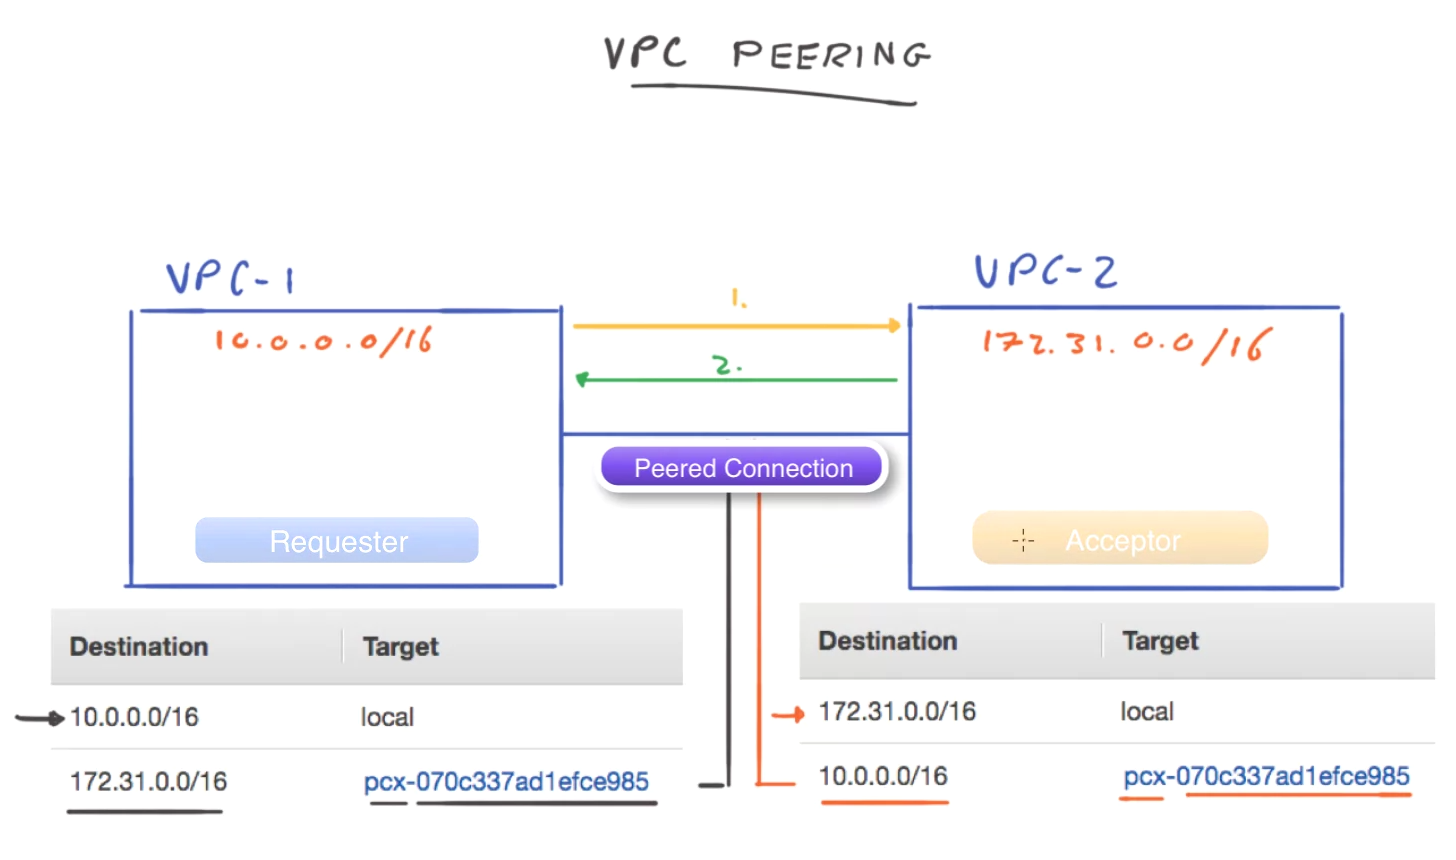 VPC PEERING
VPC-1
VPC-2
10.0.0.0/16
1.
172.31.0.0/16
2.
Peered Connection
Requester
Acceptor
Destination Target
10.0.0.0/16 local
172.31.0.0/16 pcx-070c337ad1efce985
Destination Target
172.31.0.0/16 local
10.0.0.0/16 pcx-070c337ad1efce985